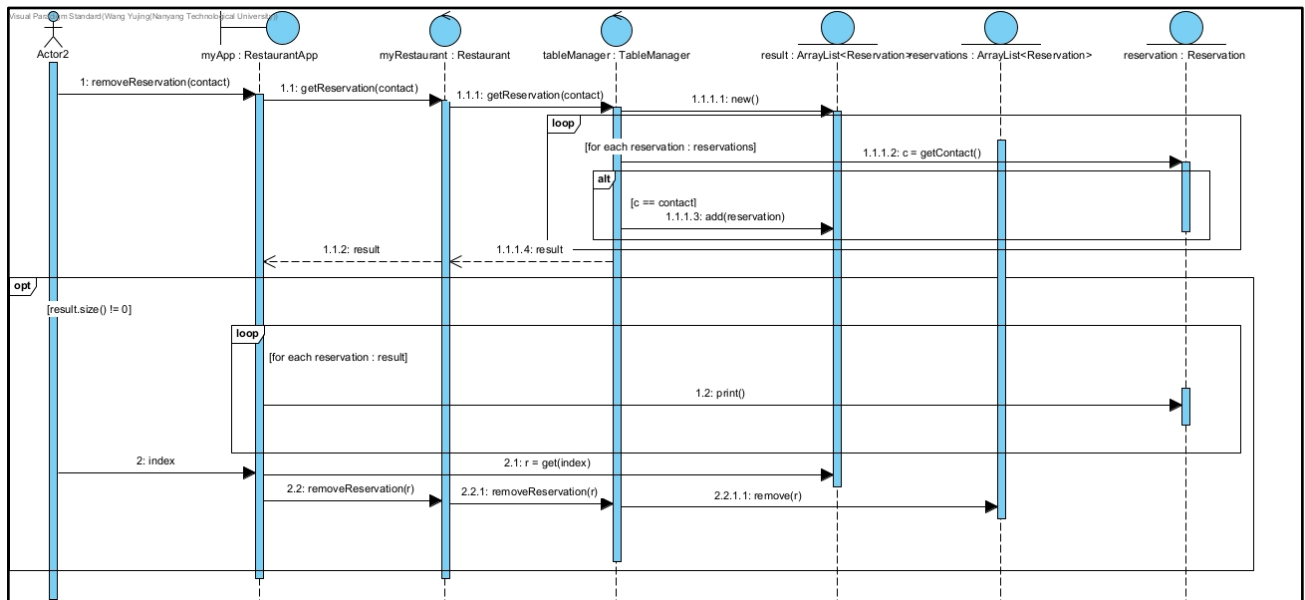 Visual Paradigm Standard(Wang Yujing(Nanyang Technological University))
Actor2
myApp : RestaurantApp
myRestaurant : Restaurant
tableManager : TableManager
result : ArrayList<Reservation>
reservations : ArrayList<Reservation>
reservation : Reservation
1: removeReservation(contact)
1.1: getReservation(contact)
1.1.1: getReservation(contact)
1.1.1.1: new()
loop
[for each reservation : reservations]
1.1.1.2: c = getContact()
alt
[c == contact]
1.1.1.3: add(reservation)
1.1.2: result
1.1.1.4: result
opt
[result.size() != 0]
loop
[for each reservation : result]
1.2: print()
2: index
2.1: r = get(index)
2.2: removeReservation(r)
2.2.1: removeReservation(r)
2.2.1.1: remove(r)